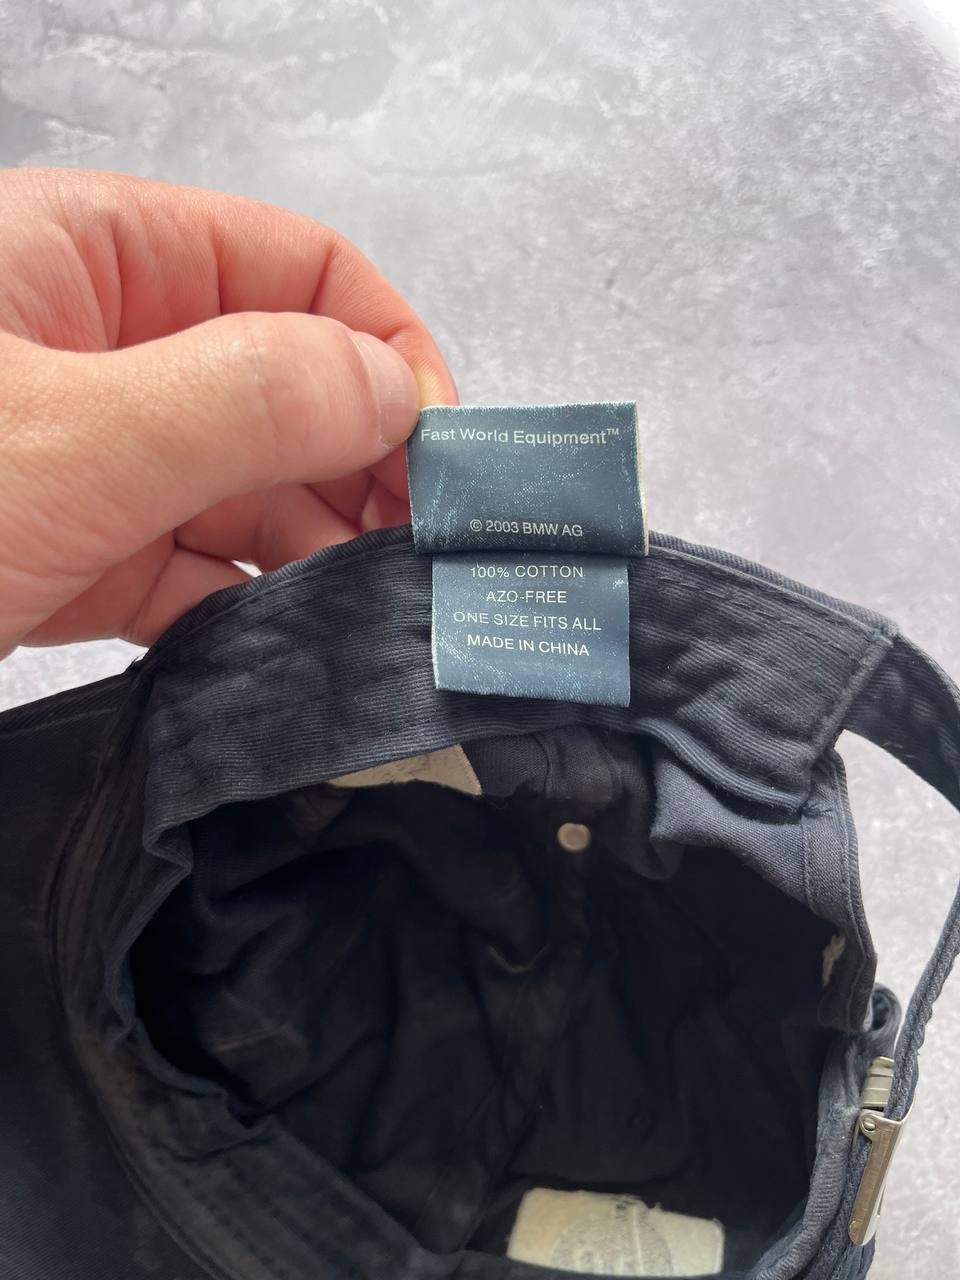 Fast World Equipment™
© 2003 BMW AG
100% COTTON
AZO-FREE
ONE SIZE FITS ALL
MADE IN CHINA